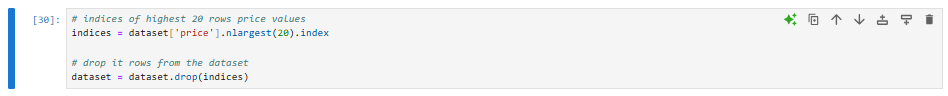 [30]:
# indices of highest 20 rows price values
indices = dataset['price'].nlargest(20).index
# drop it rows from the dataset
dataset = dataset.drop(indices)